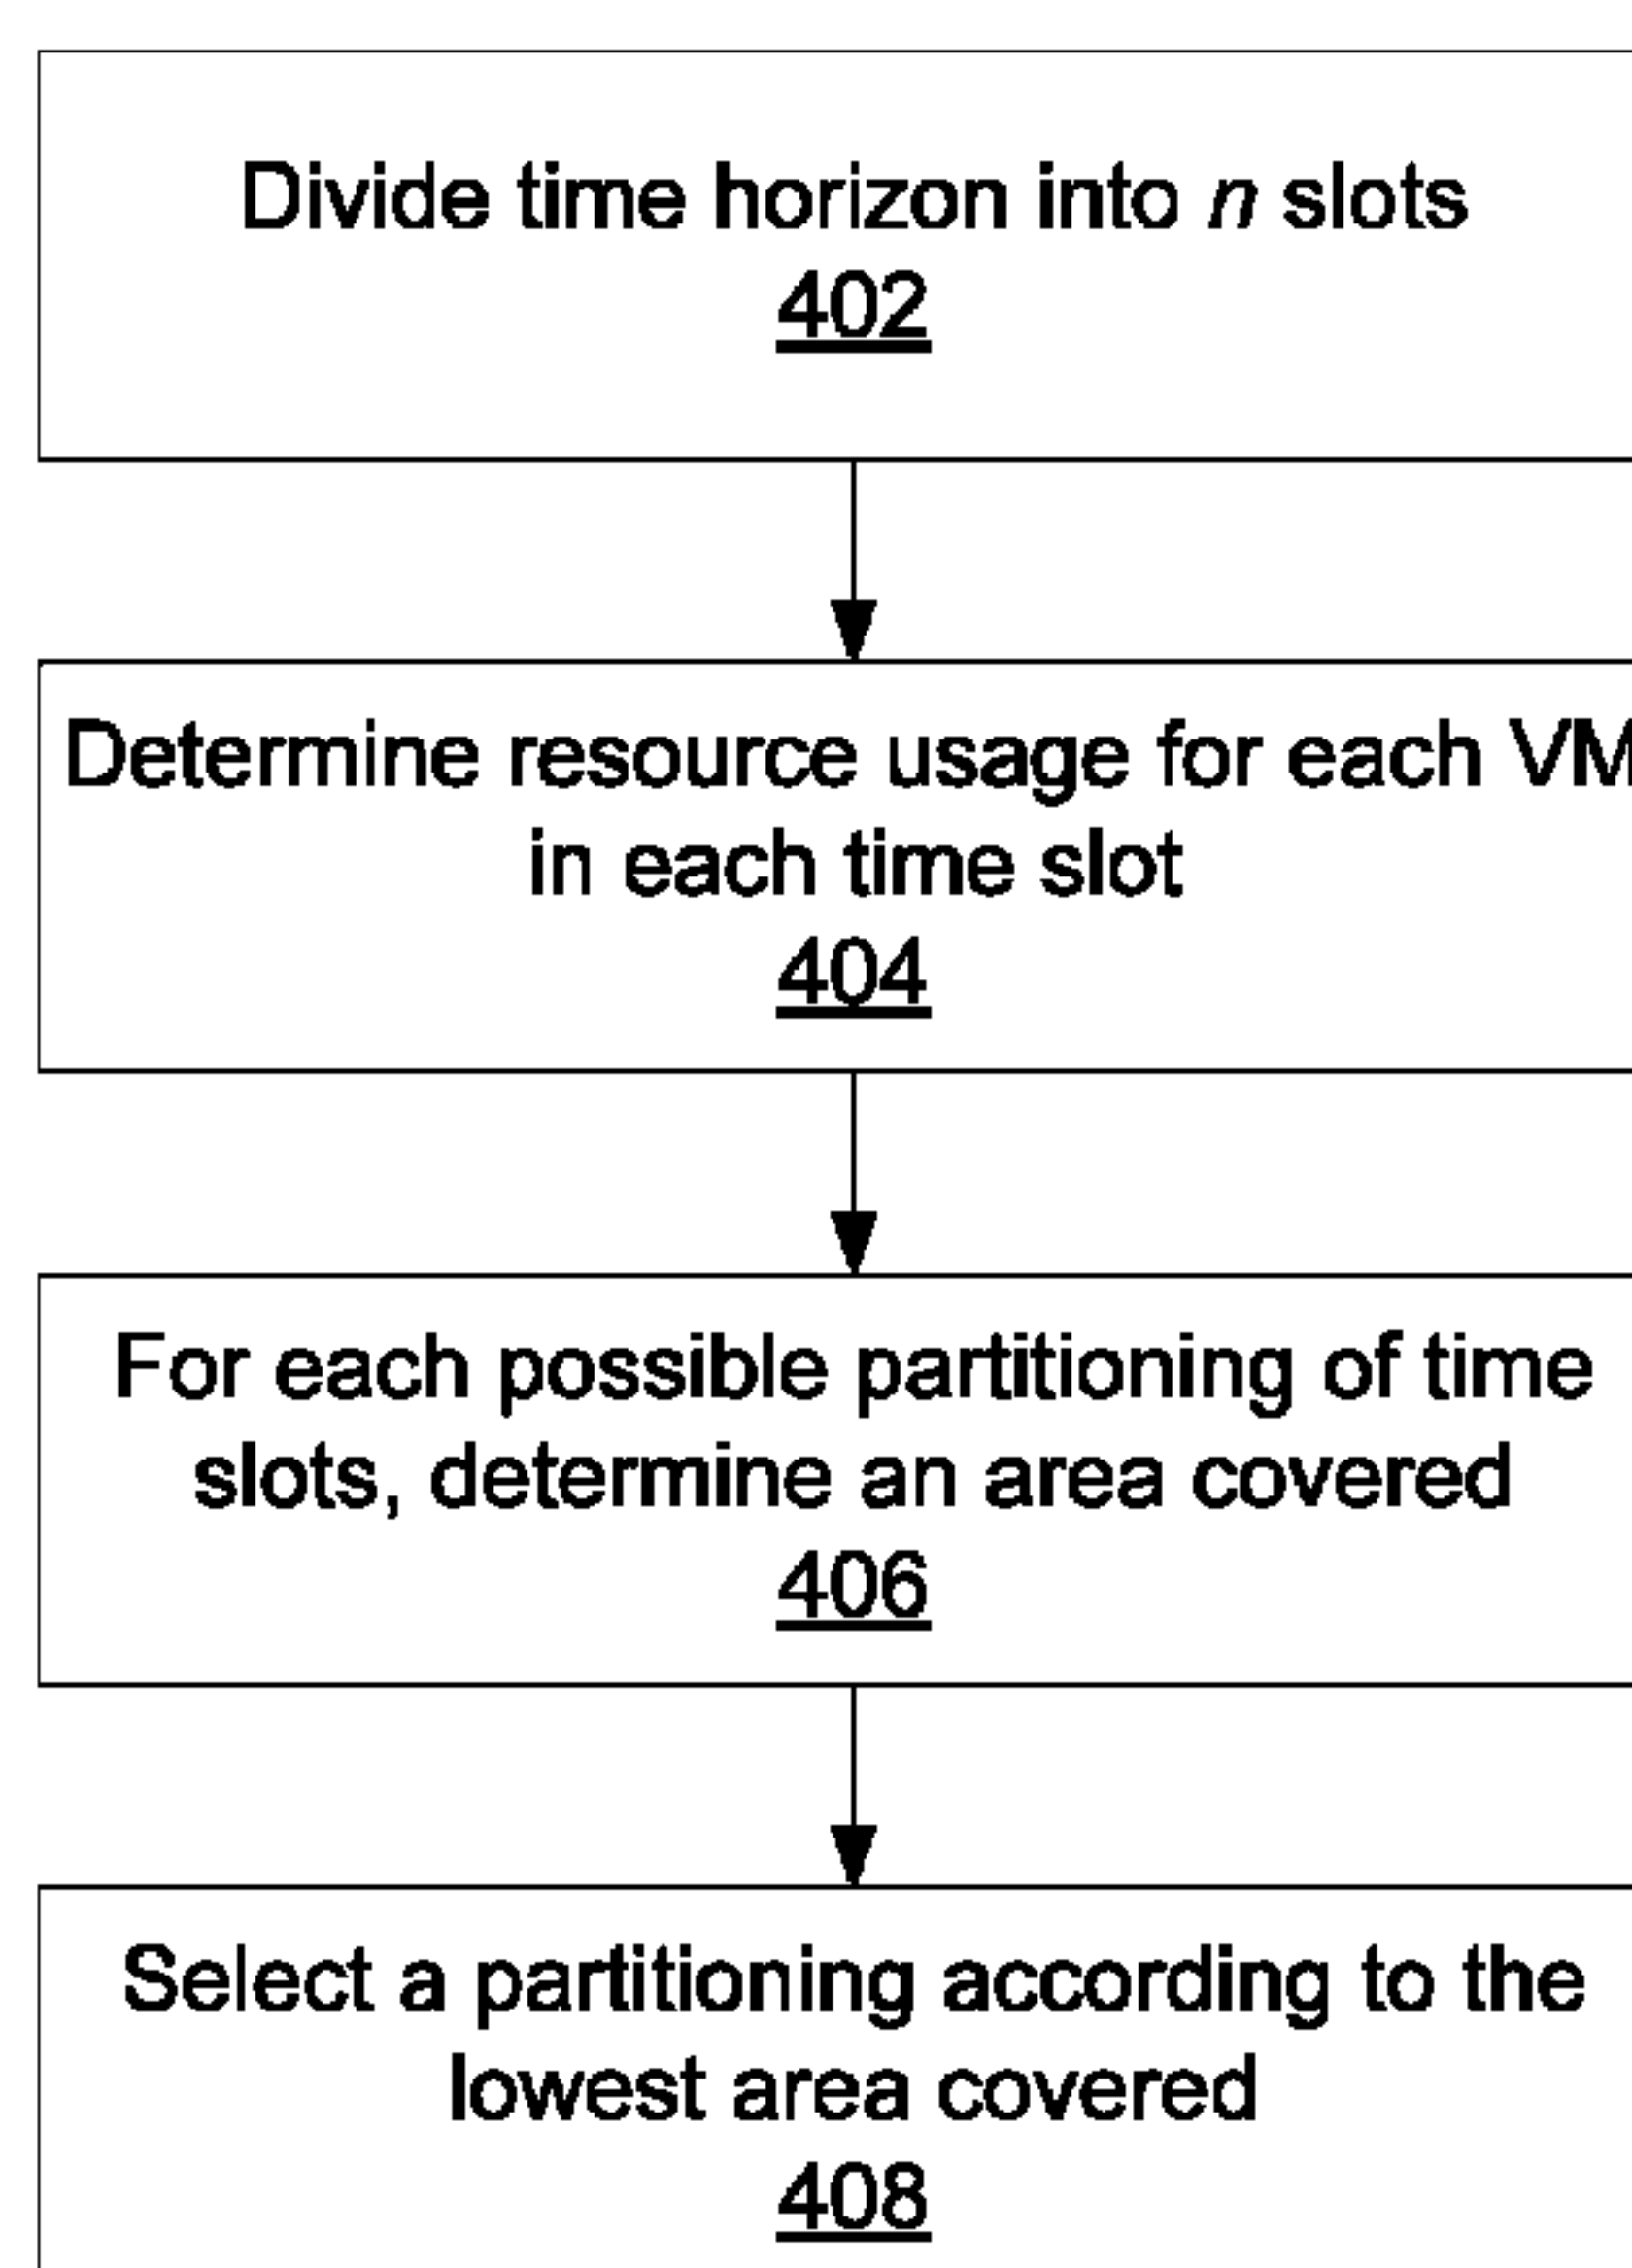 Divide time horizon into n slots
402
Determine resource usage for each VM
in each time slot
404
For each possible partitioning of time
slots, determine an area covered
406
Select a partitioning according to the
lowest area covered
408